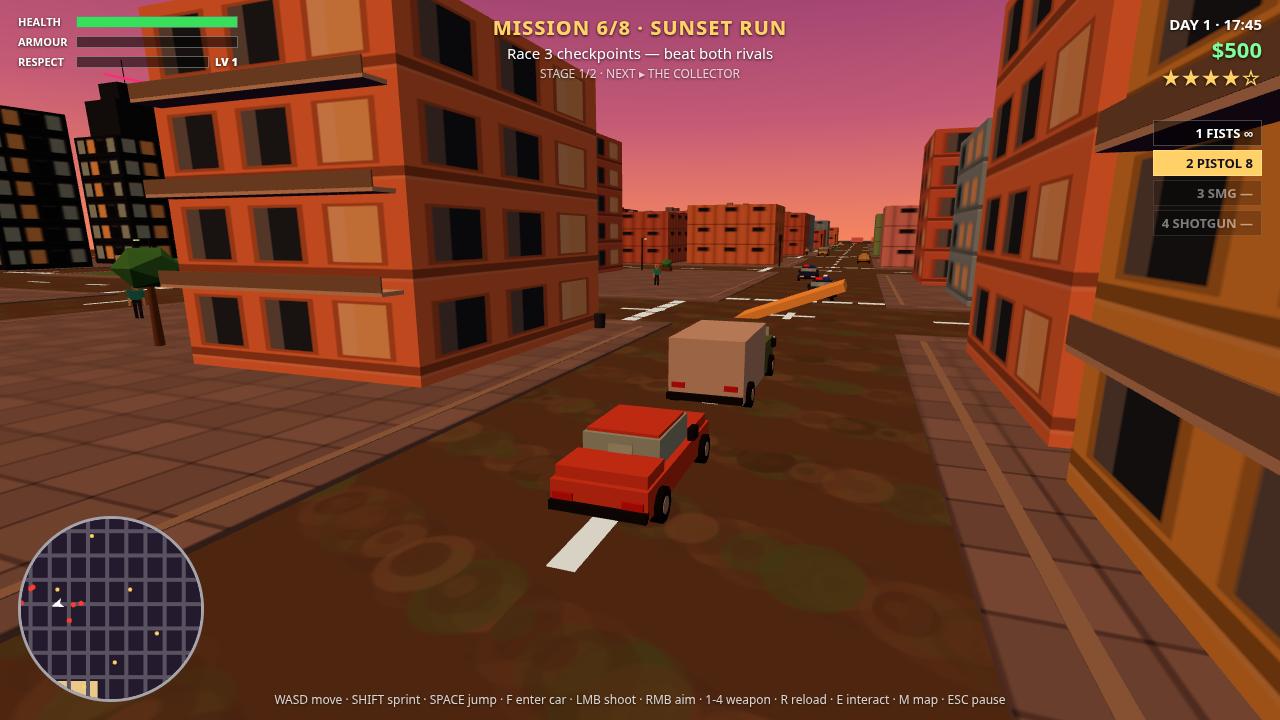 HEALTH
ARMOUR
RESPECT LV 1
MISSION 6/8 · SUNSET RUN
Race 3 checkpoints — beat both rivals
STAGE 1/2 · NEXT ▸ THE COLLECTOR
DAY 1 · 17:45
$500
★★★★☆
1 FISTS ∞
2 PISTOL 8
3 SMG —
4 SHOTGUN —
WASD move · SHIFT sprint · SPACE jump · F enter car · LMB shoot · RMB aim · 1-4 weapon · R reload · E interact · M map · ESC pause